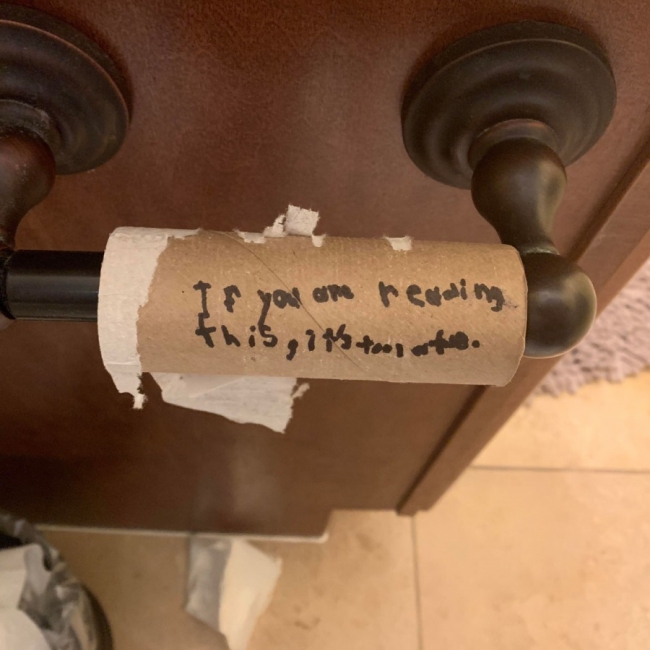 If you are reading
this, it's too late.